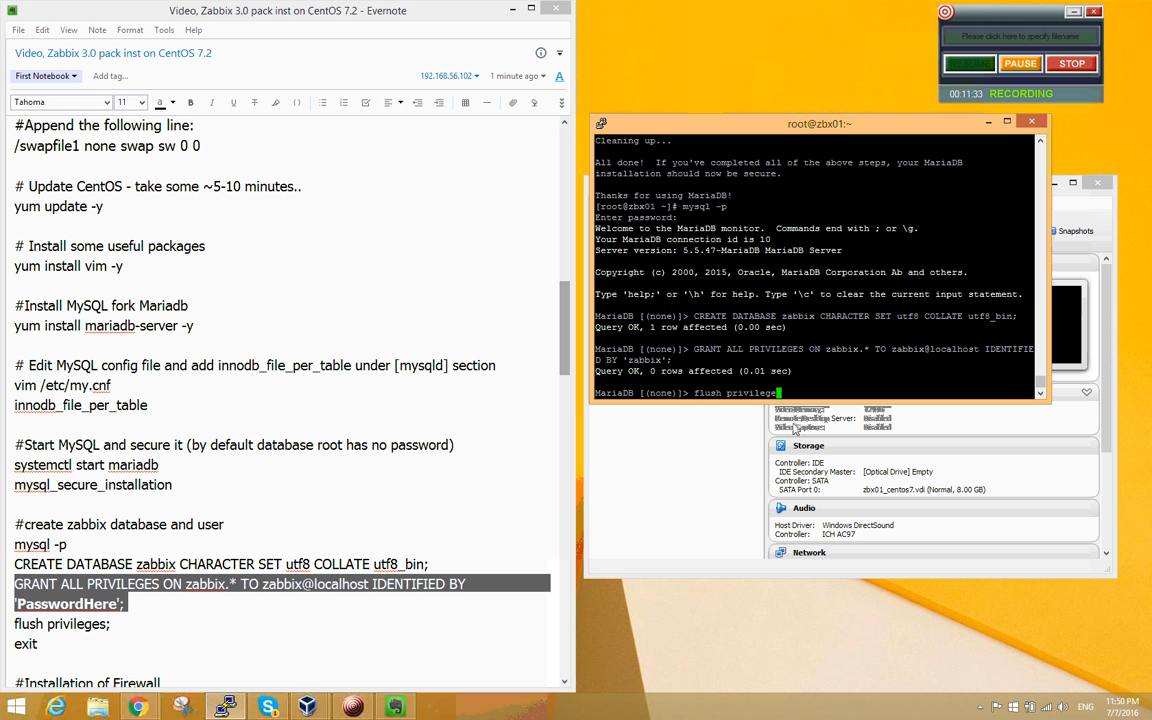 Video, Zabbix 3.0 pack inst on CentOS 7.2 - Evernote
File Edit View Note Format Tools Help
Video, Zabbix 3.0 pack inst on CentOS 7.2
First Notebook Add tag...
192.168.56.102 1 minute ago
Tahoma 11
#Append the following line:
/swapfile1 none swap sw 0 0
# Update CentOS - take some ~5-10 minutes..
yum update -y
# Install some useful packages
yum install vim -y
#Install MySQL fork Mariadb
yum install mariadb-server -y
# Edit MySQL config file and add innodb_file_per_table under [mysqld] section
vim /etc/my.cnf
innodb_file_per_table
#Start MySQL and secure it (by default database root has no password)
systemctl start mariadb
mysql_secure_installation
#create zabbix database and user
mysql -p
CREATE DATABASE zabbix CHARACTER SET utf8 COLLATE utf8_bin;
GRANT ALL PRIVILEGES ON zabbix.* TO zabbix@localhost IDENTIFIED BY
'PasswordHere';
flush privileges;
exit
#Installation of Firewall
Please click here to specify filename
RESUME PAUSE STOP
00:11:33 RECORDING
root@zbx01:~
Cleaning up...
All done!  If you've completed all of the above steps, your MariaDB
installation should now be secure.
Thanks for using MariaDB!
[root@zbx01 ~]# mysql -p
Enter password:
Welcome to the MariaDB monitor.  Commands end with ; or \g.
Your MariaDB connection id is 10
Server version: 5.5.47-MariaDB MariaDB Server
Copyright (c) 2000, 2015, Oracle, MariaDB Corporation Ab and others.
Type 'help;' or '\h' for help. Type '\c' to clear the current input statement.
MariaDB [(none)]> CREATE DATABASE zabbix CHARACTER SET utf8 COLLATE utf8_bin;
Query OK, 1 row affected (0.00 sec)
MariaDB [(none)]> GRANT ALL PRIVILEGES ON zabbix.* TO zabbix@localhost IDENTIFIE
D BY 'zabbix';
Query OK, 0 rows affected (0.01 sec)
MariaDB [(none)]> flush privilege
Snapshots
Server: Disabled
Disabled
Storage
Controller: IDE
IDE Secondary Master: [Optical Drive] Empty
Controller: SATA
SATA Port 0: zbx01_centos7.vdi (Normal, 8.00 GB)
Audio
Host Driver: Windows DirectSound
Controller: ICH AC97
Network
ENG
11:50 PM
7/7/2016